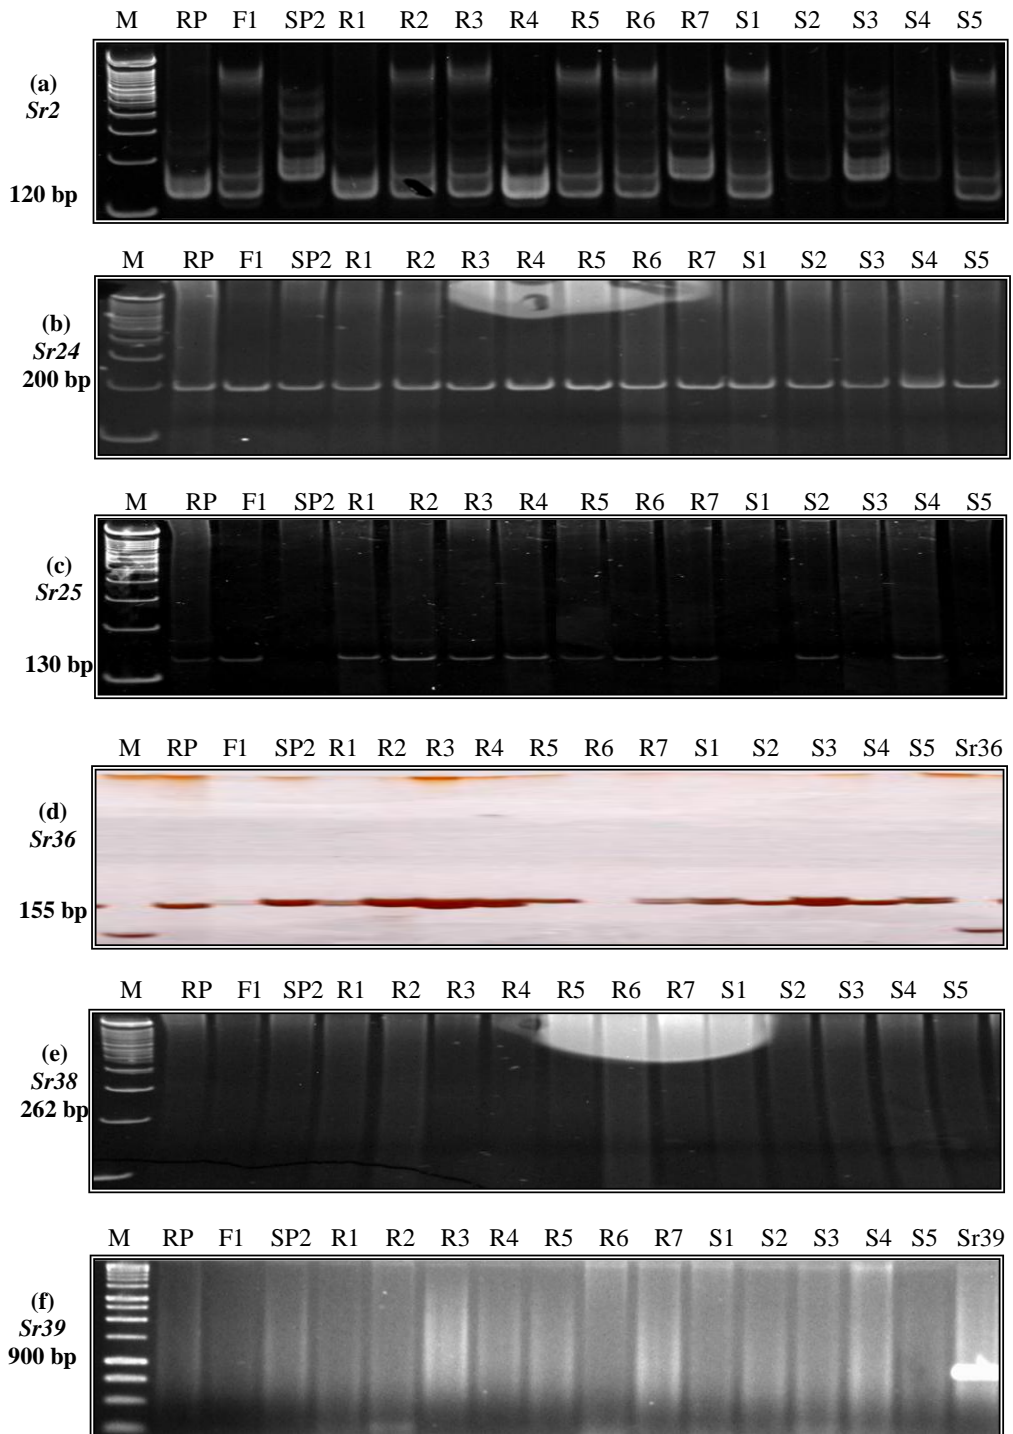 M RP F1 SP2 R1 R2 R3 R4 R5 R6 R7 S1 S2 S3 S4 S5
(a)
Sr2
120 bp
M RP F1 SP2 R1 R2 R3 R4 R5 R6 R7 S1 S2 S3 S4 S5
(b)
Sr24
200 bp
M RP F1 SP2 R1 R2 R3 R4 R5 R6 R7 S1 S2 S3 S4 S5
(c)
Sr25
130 bp
M RP F1 SP2 R1 R2 R3 R4 R5 R6 R7 S1 S2 S3 S4 S5 Sr36
(d)
Sr36
155 bp
M RP F1 SP2 R1 R2 R3 R4 R5 R6 R7 S1 S2 S3 S4 S5
(e)
Sr38
262 bp
M RP F1 SP2 R1 R2 R3 R4 R5 R6 R7 S1 S2 S3 S4 S5 Sr39
(f)
Sr39
900 bp